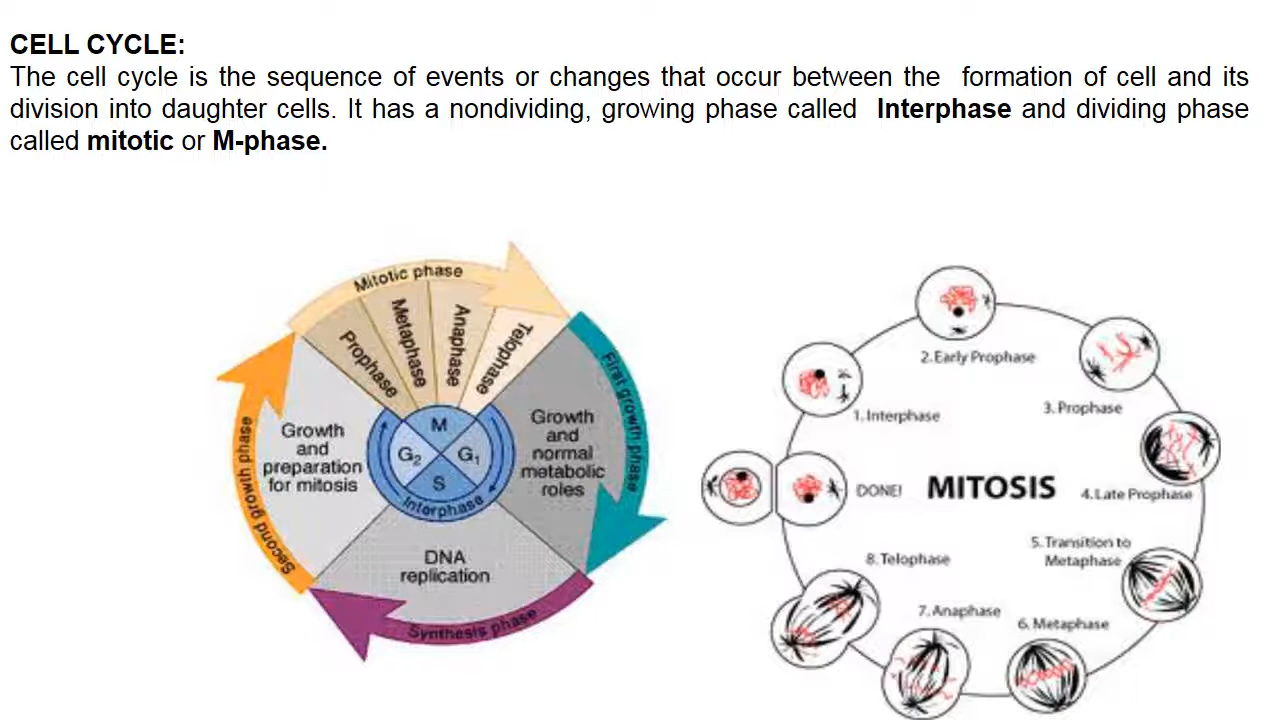 CELL CYCLE:
The cell cycle is the sequence of events or changes that occur between the formation of cell and its
division into daughter cells. It has a nondividing, growing phase called Interphase and dividing phase
called mitotic or M-phase.
Mitotic phase
Prophase
Metaphase
Anaphase
Telophase
First growth phase
Growth
and
normal
metabolic
roles
Synthesis phase
DNA
replication
Second growth phase
Growth
and
preparation
for mitosis
M
G₂
G₁
S
Interphase
MITOSIS
1. Interphase
2. Early Prophase
3. Prophase
4. Late Prophase
5. Transition to
Metaphase
6. Metaphase
7. Anaphase
8. Telophase
DONE!